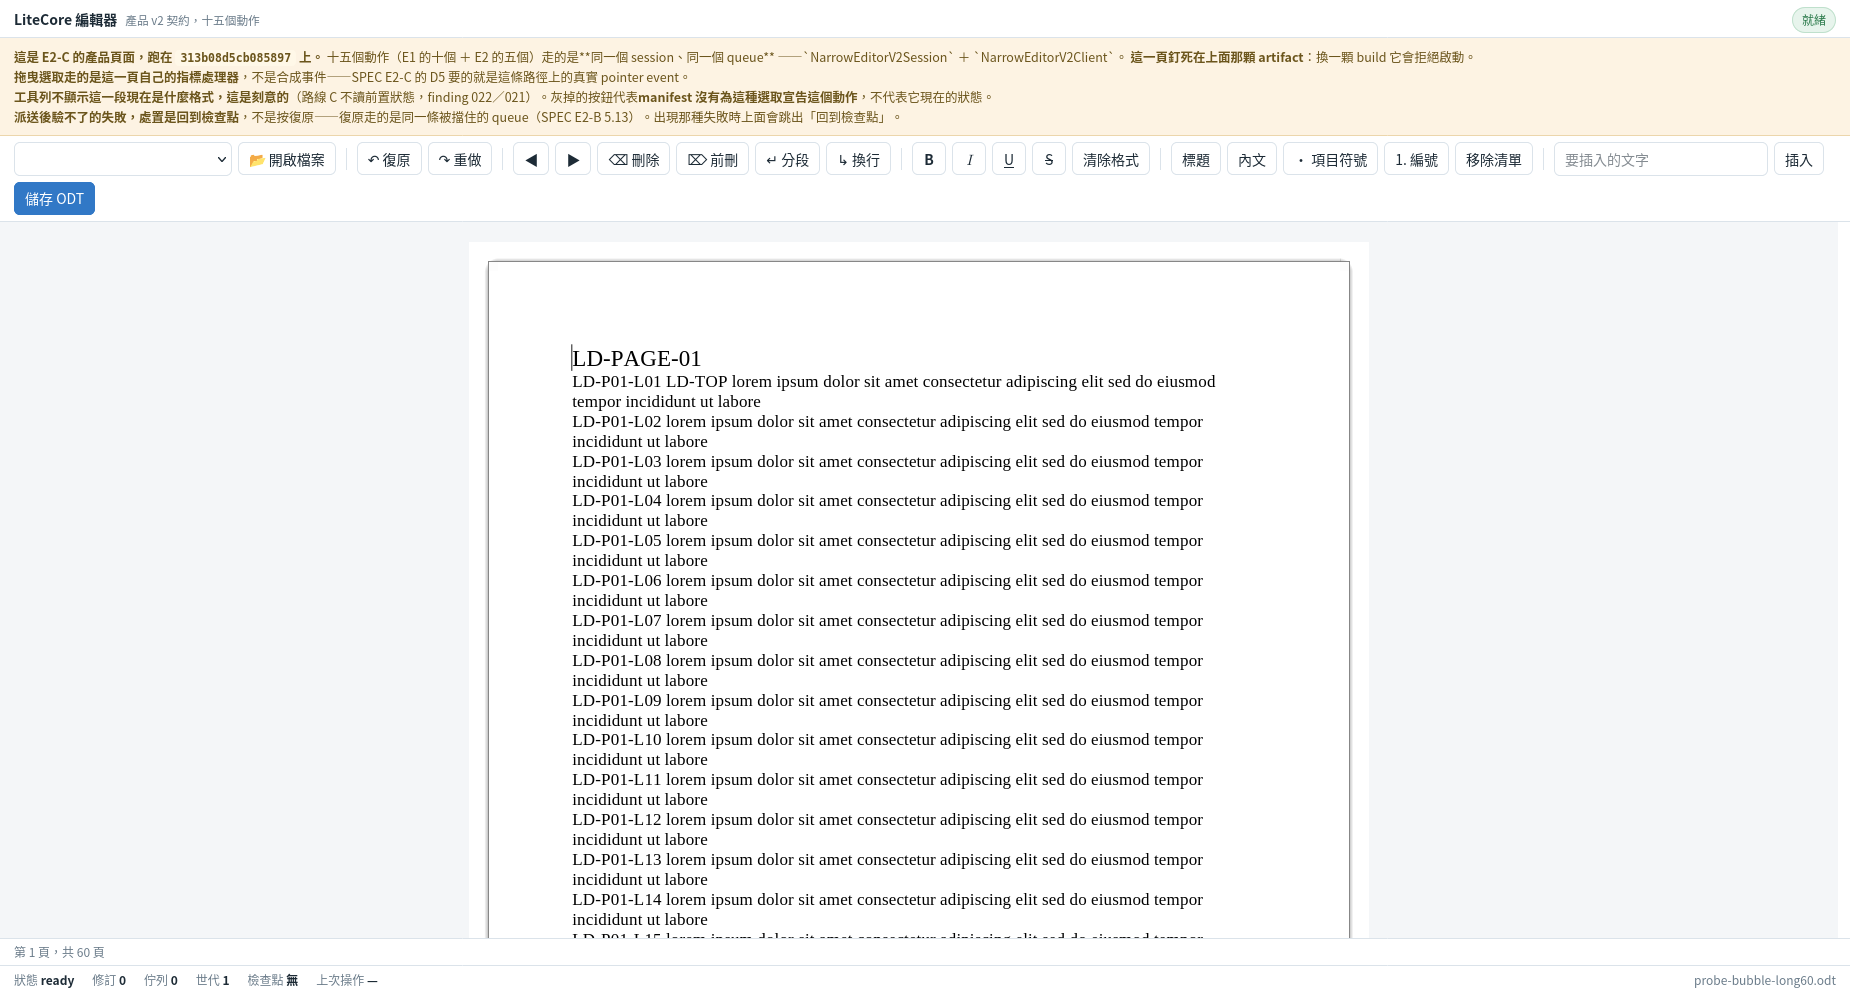 LiteCore 編輯器 產品 v2 契約，十五個動作 就緒
這是 E2-C 的產品頁面，跑在 313b08d5cb085897 上。 十五個動作（E1 的十個 ＋ E2 的五個）走的是**同一個 session、同一個 queue** ——`NarrowEditorV2Session` ＋ `NarrowEditorV2Client`。 這一頁釘死在上面那顆 artifact：換一顆 build 它會拒絕啟動。
拖曳選取走的是這一頁自己的指標處理器，不是合成事件——SPEC E2-C 的 D5 要的就是這條路徑上的真實 pointer event。
工具列不顯示這一段現在是什麼格式，這是刻意的（路線 C 不讀前置狀態，finding 022／021）。灰掉的按鈕代表manifest 沒有為這種選取宣告這個動作，不代表它現在的狀態。
派送後驗不了的失敗，處置是回到檢查點，不是按復原——復原走的是同一條被擋住的 queue（SPEC E2-B 5.13）。出現那種失敗時上面會跳出「回到檢查點」。
📂 開啟檔案 ↶ 復原 ↷ 重做 ◀ ▶ ⌫ 刪除 ⌦ 前刪 ↵ 分段 ↳ 換行 B I U S 清除格式 標題 內文 • 項目符號 1. 編號 移除清單 要插入的文字 插入
儲存 ODT
LD-PAGE-01
LD-P01-L01 LD-TOP lorem ipsum dolor sit amet consectetur adipiscing elit sed do eiusmod
tempor incididunt ut labore
LD-P01-L02 lorem ipsum dolor sit amet consectetur adipiscing elit sed do eiusmod tempor
incididunt ut labore
LD-P01-L03 lorem ipsum dolor sit amet consectetur adipiscing elit sed do eiusmod tempor
incididunt ut labore
LD-P01-L04 lorem ipsum dolor sit amet consectetur adipiscing elit sed do eiusmod tempor
incididunt ut labore
LD-P01-L05 lorem ipsum dolor sit amet consectetur adipiscing elit sed do eiusmod tempor
incididunt ut labore
LD-P01-L06 lorem ipsum dolor sit amet consectetur adipiscing elit sed do eiusmod tempor
incididunt ut labore
LD-P01-L07 lorem ipsum dolor sit amet consectetur adipiscing elit sed do eiusmod tempor
incididunt ut labore
LD-P01-L08 lorem ipsum dolor sit amet consectetur adipiscing elit sed do eiusmod tempor
incididunt ut labore
LD-P01-L09 lorem ipsum dolor sit amet consectetur adipiscing elit sed do eiusmod tempor
incididunt ut labore
LD-P01-L10 lorem ipsum dolor sit amet consectetur adipiscing elit sed do eiusmod tempor
incididunt ut labore
LD-P01-L11 lorem ipsum dolor sit amet consectetur adipiscing elit sed do eiusmod tempor
incididunt ut labore
LD-P01-L12 lorem ipsum dolor sit amet consectetur adipiscing elit sed do eiusmod tempor
incididunt ut labore
LD-P01-L13 lorem ipsum dolor sit amet consectetur adipiscing elit sed do eiusmod tempor
incididunt ut labore
LD-P01-L14 lorem ipsum dolor sit amet consectetur adipiscing elit sed do eiusmod tempor
incididunt ut labore
LD-P01-L15 lorem ipsum dolor sit amet consectetur adipiscing elit sed do eiusmod tempor
第 1 頁，共 60 頁
狀態 ready 修訂 0 佇列 0 世代 1 檢查點 無 上次操作 — probe-bubble-long60.odt